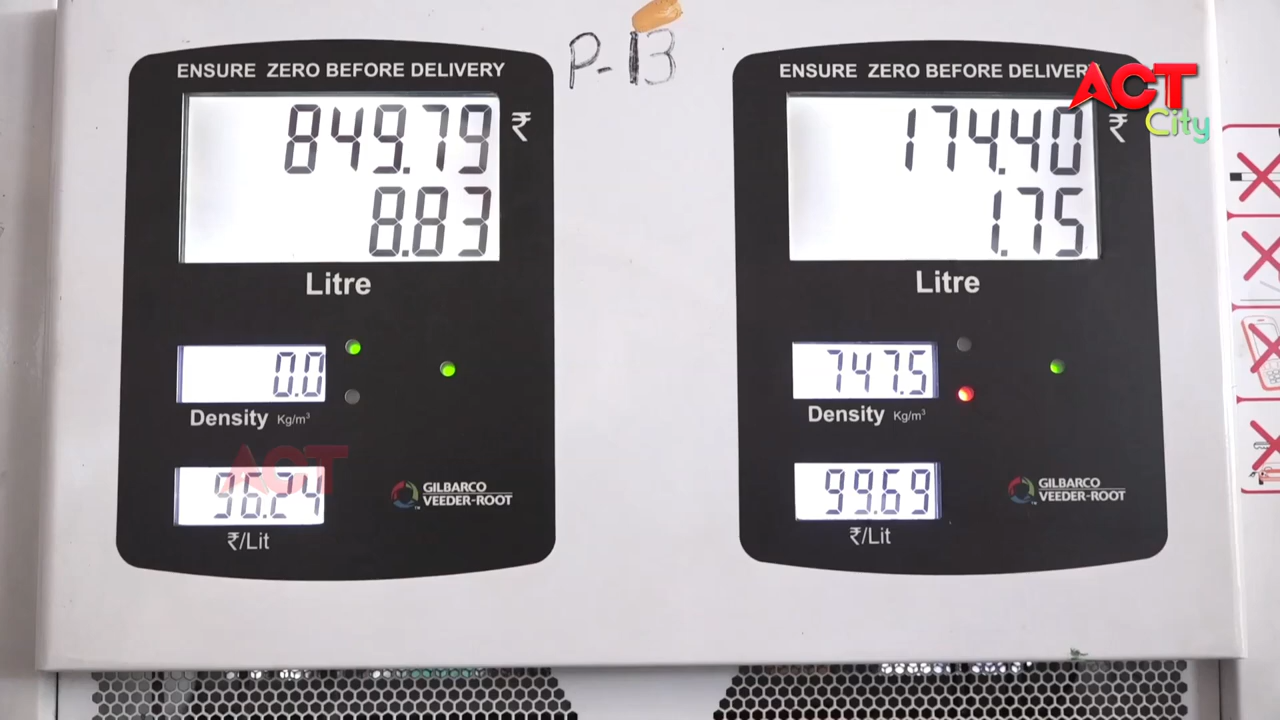 P-13
ENSURE ZERO BEFORE DELIVERY
849.79 ₹
8.83
Litre
0.0
Density Kg/m³
96.24
₹/Lit
GILBARCO
VEEDER-ROOT
ENSURE ZERO BEFORE DELIVERY
174.40 ₹
1.75
Litre
747.5
Density Kg/m³
99.69
₹/Lit
GILBARCO
VEEDER-ROOT
ACT
City
ACT